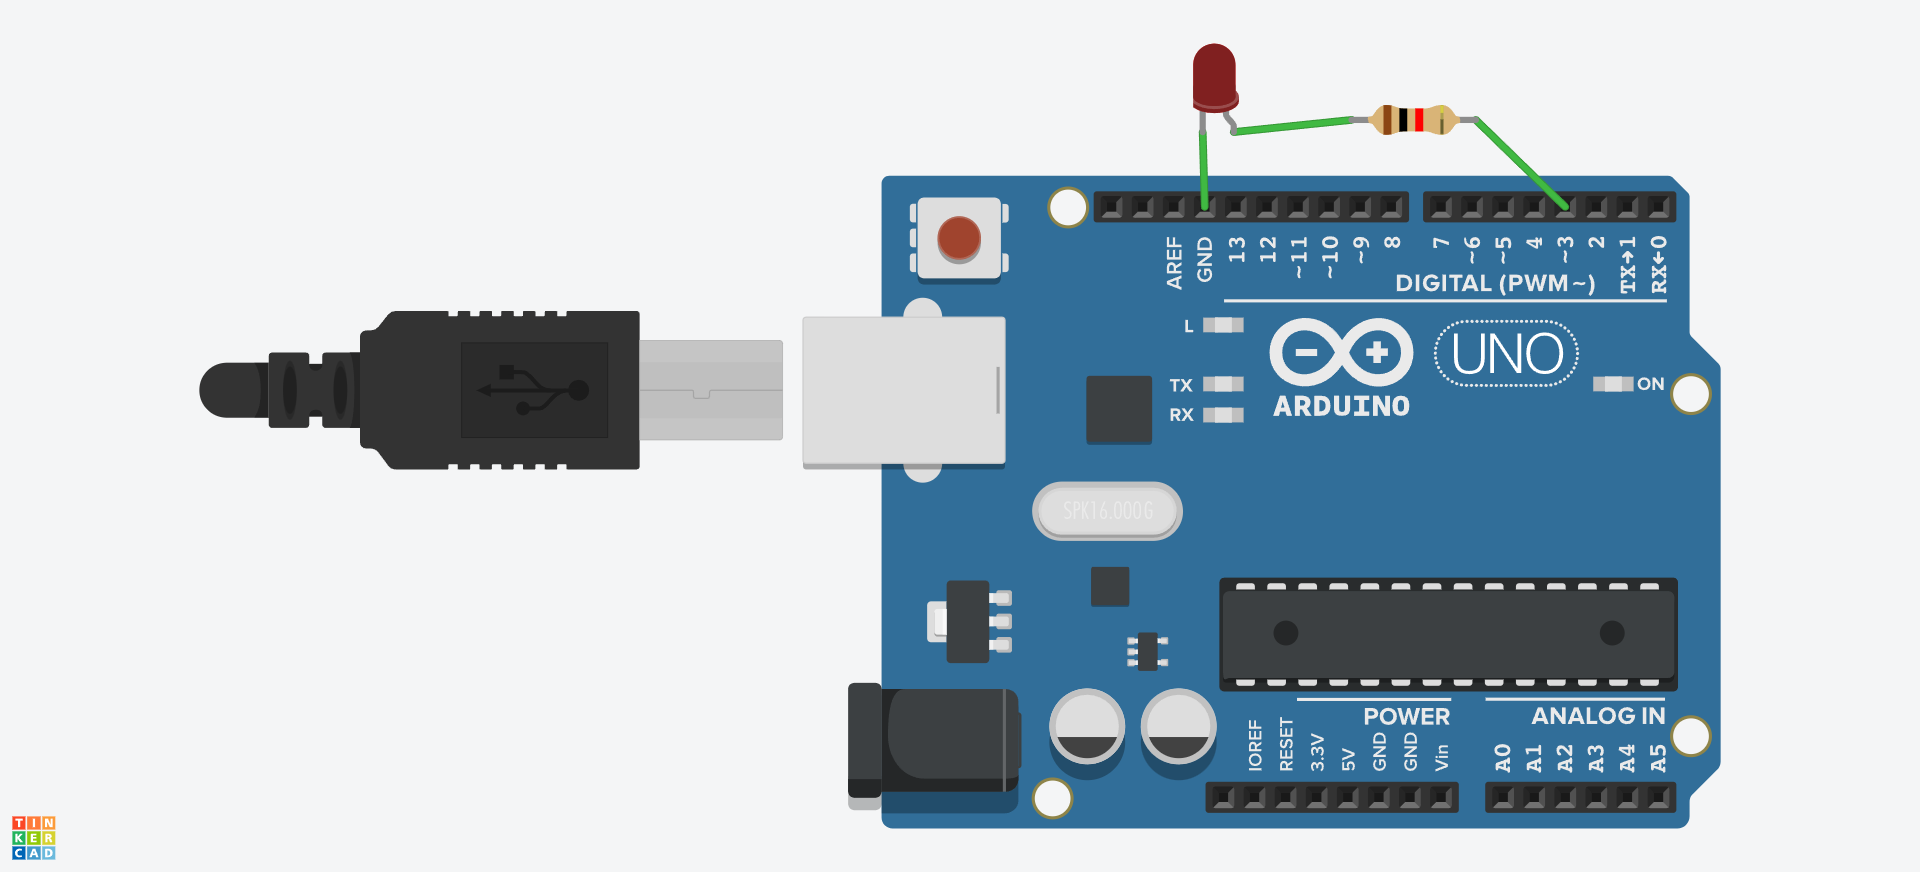 AREF
GND
13
12
~11
~10
~9
8
7
~6
~5
4
~3
2
TX→1
RX←0
DIGITAL (PWM~)
L
TX
RX
ARDUINO
UNO
ON
SPK16.000G
POWER
ANALOG IN
IOREF
RESET
3.3V
5V
GND
GND
Vin
A0
A1
A2
A3
A4
A5
TIN
KER
CAD